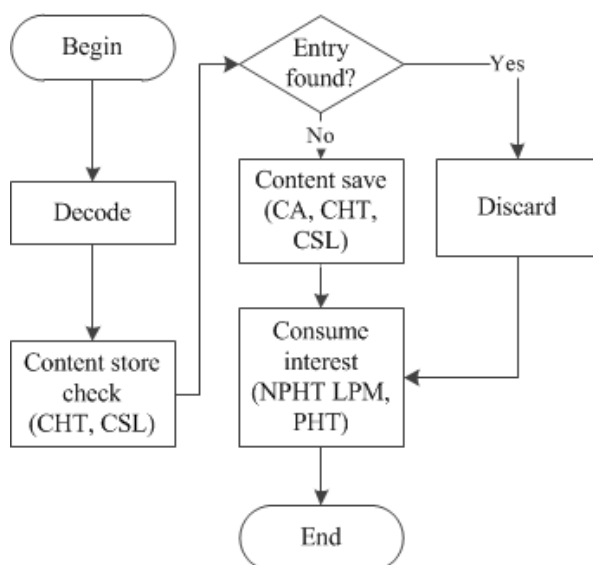 Begin
Decode
Content store
check
(CHT, CSL)
Entry
found?
Yes
No
Content save
(CA, CHT,
CSL)
Discard
Consume
interest
(NPHT LPM,
PHT)
End